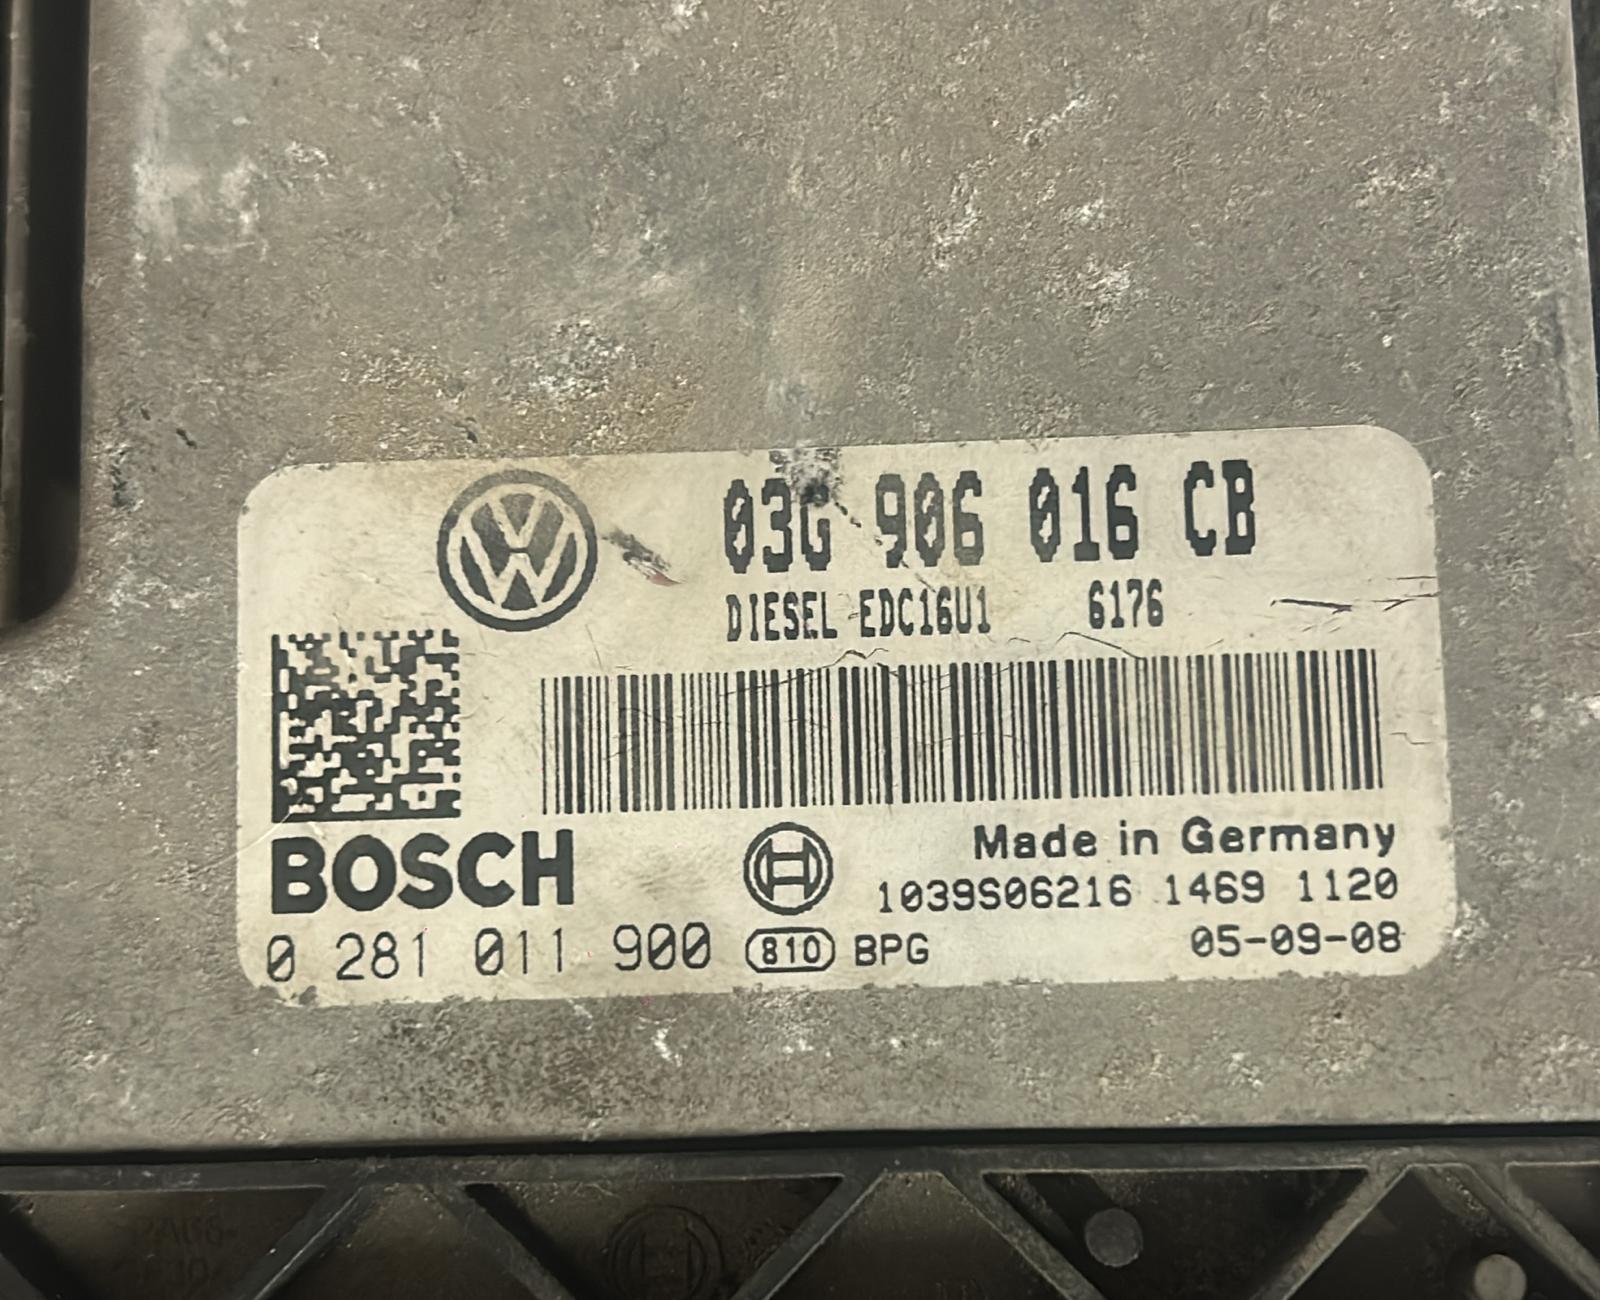 03G 906 016 CB
DIESEL EDC16U1 6176
BOSCH
Made in Germany
1039S06216 1469 1120
0 281 011 900 810 BPG 05-09-08